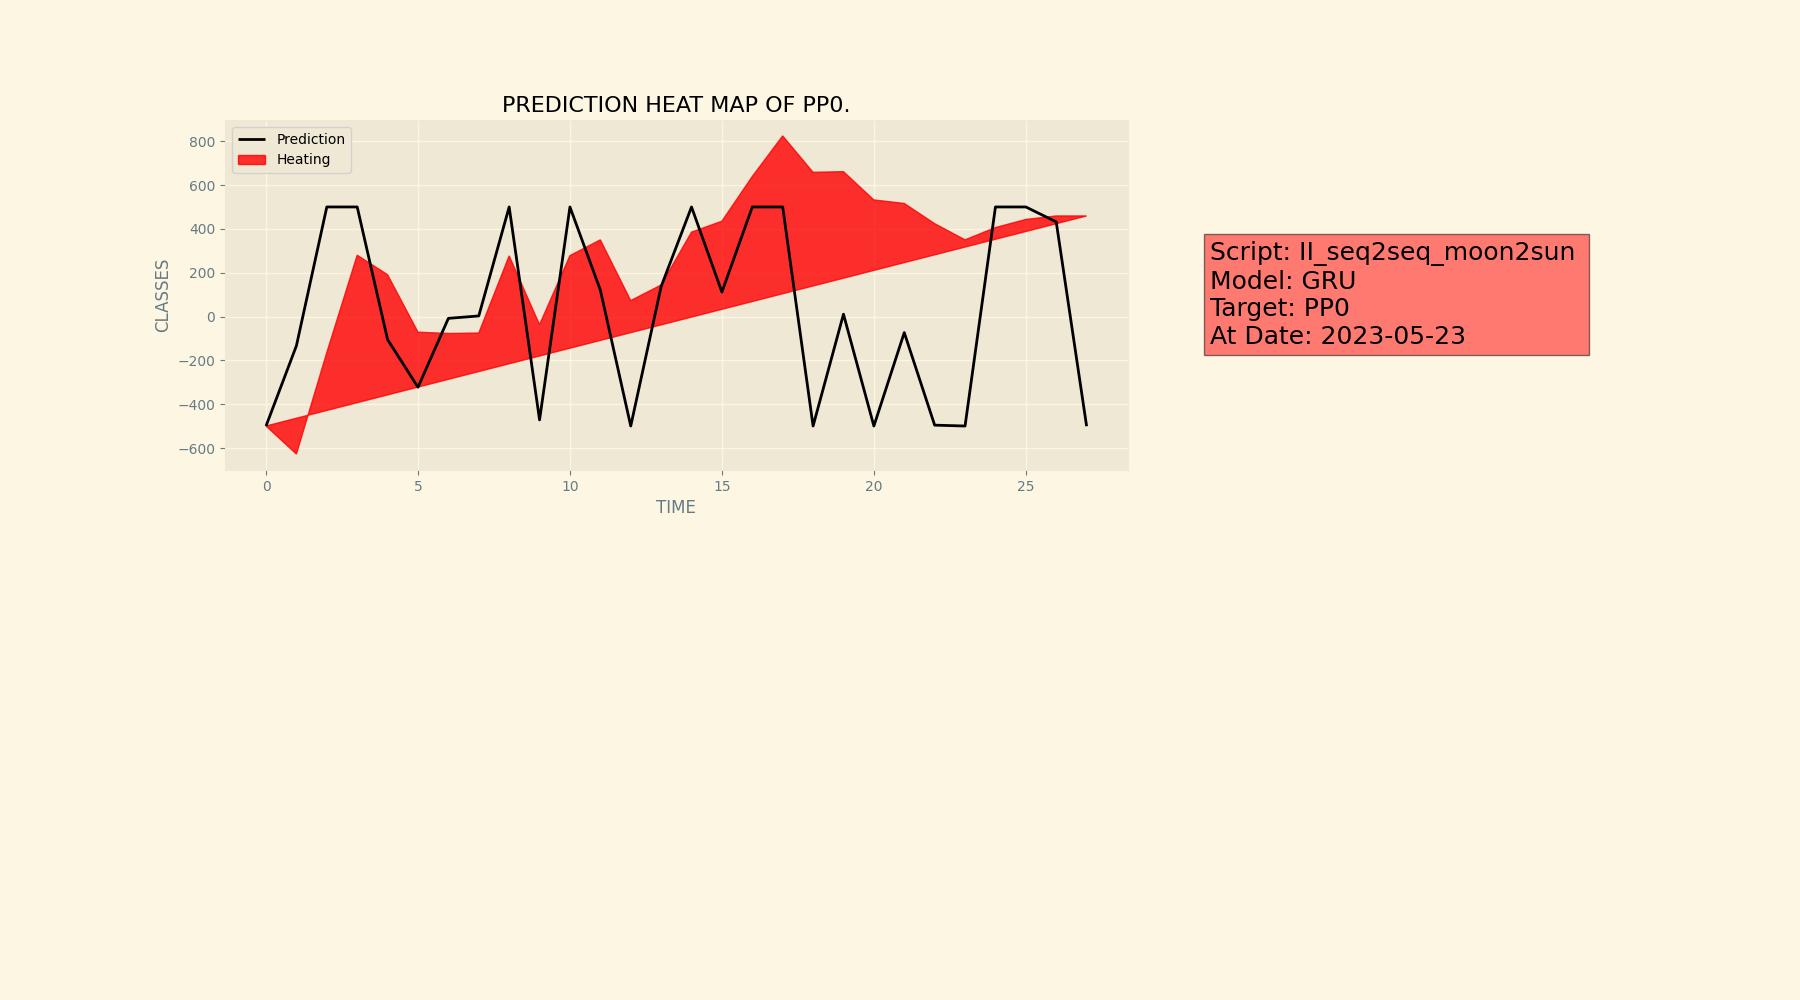 PREDICTION HEAT MAP OF PP0.
Prediction
Heating
800
600
400
200
0
−200
−400
−600
CLASSES
0 5 10 15 20 25
TIME
Script: II_seq2seq_moon2sun
Model: GRU
Target: PP0
At Date: 2023-05-23